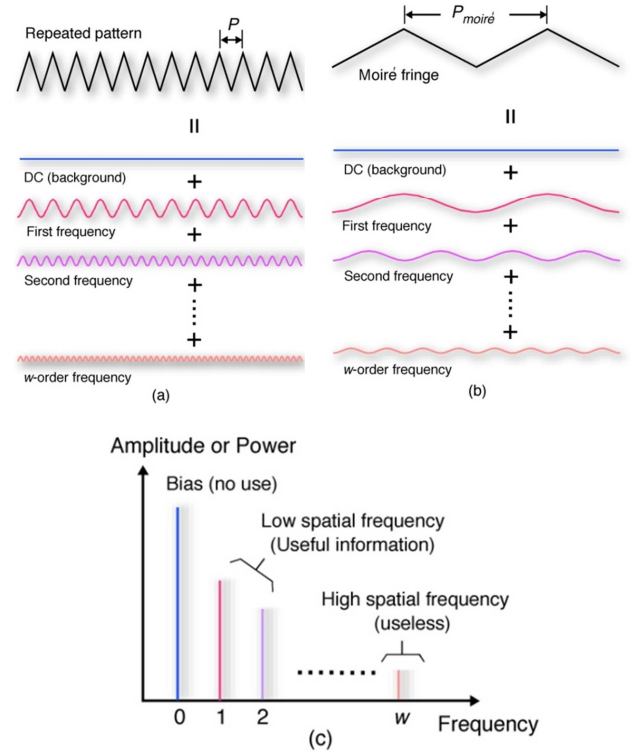 Repeated pattern
P
=
DC (background)
+
First frequency
+
Second frequency
+
+
w-order frequency
(a)
Pmoiré
Moiré fringe
=
DC (background)
+
First frequency
+
Second frequency
+
+
w-order frequency
(b)
Amplitude or Power
Bias (no use)
Low spatial frequency
(Useful information)
High spatial frequency
(useless)
0 1 2 w
Frequency
(c)